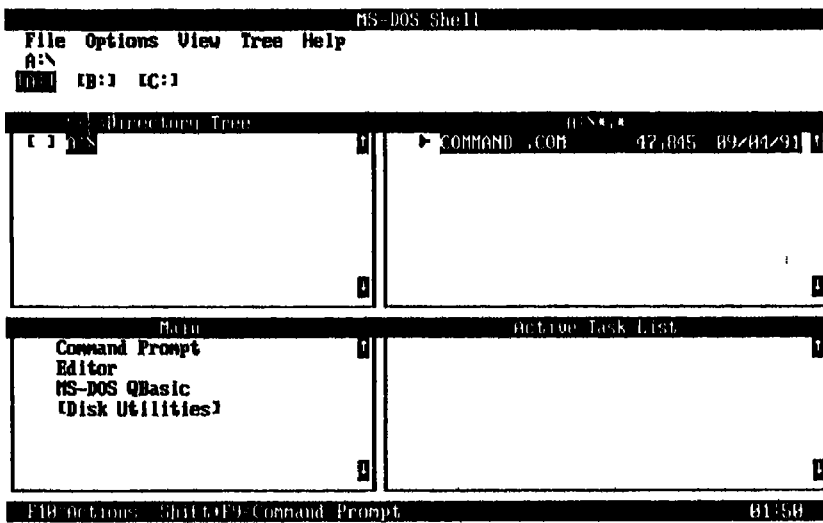 MS-DOS Shell
File Options View Tree Help
A:\
[B:] [C:]
Directory Tree
A:\*.*
[ ] A:\
COMMAND .COM 47,845 09/04/91
Main
Active Task List
Command Prompt
Editor
MS-DOS QBasic
[Disk Utilities]
F10=Actions Shift+F9=Command Prompt 01:50